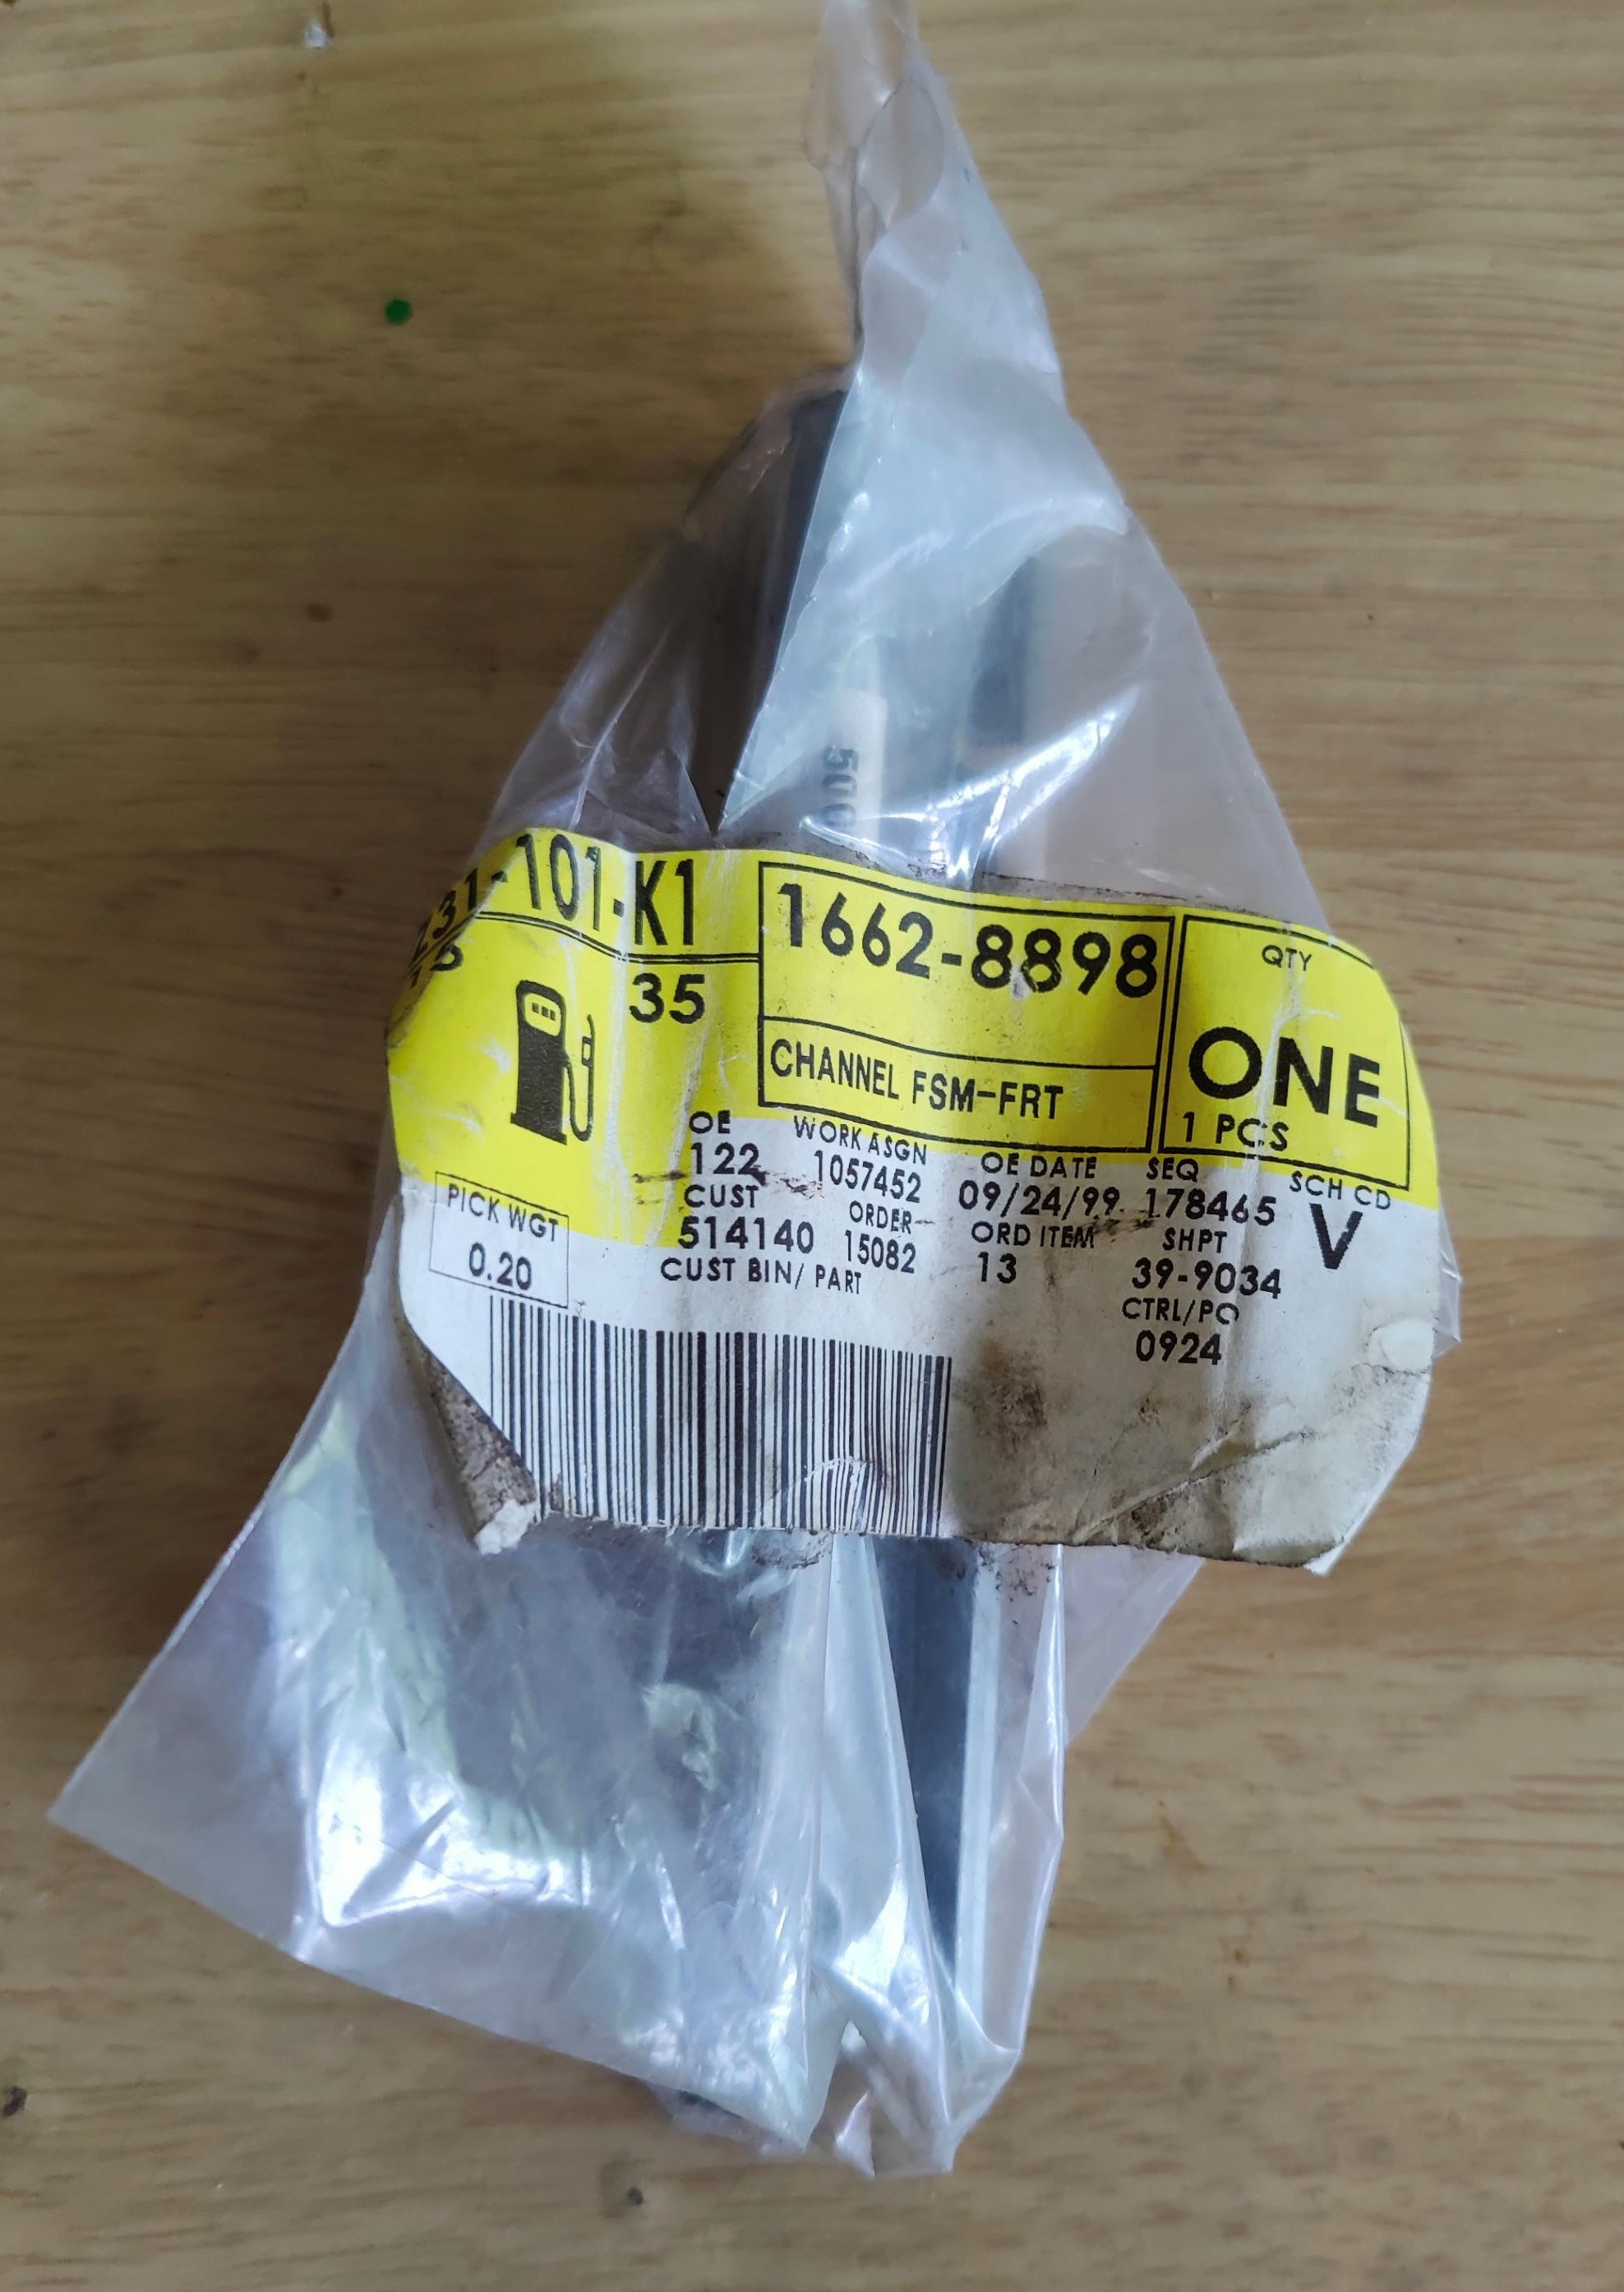 500
231-101-K1
35
1662-8898
CHANNEL FSM-FRT
QTY
ONE
1 PCS
OE
122
WORK ASGN
1057452
OE DATE
09/24/99
SEQ
178465
SCH CD
V
PICK WGT
0.20
CUST
514140
ORDER
15082
ORD ITEM
13
SHPT
39-9034
CUST BIN/ PART
CTRL/PO
0924